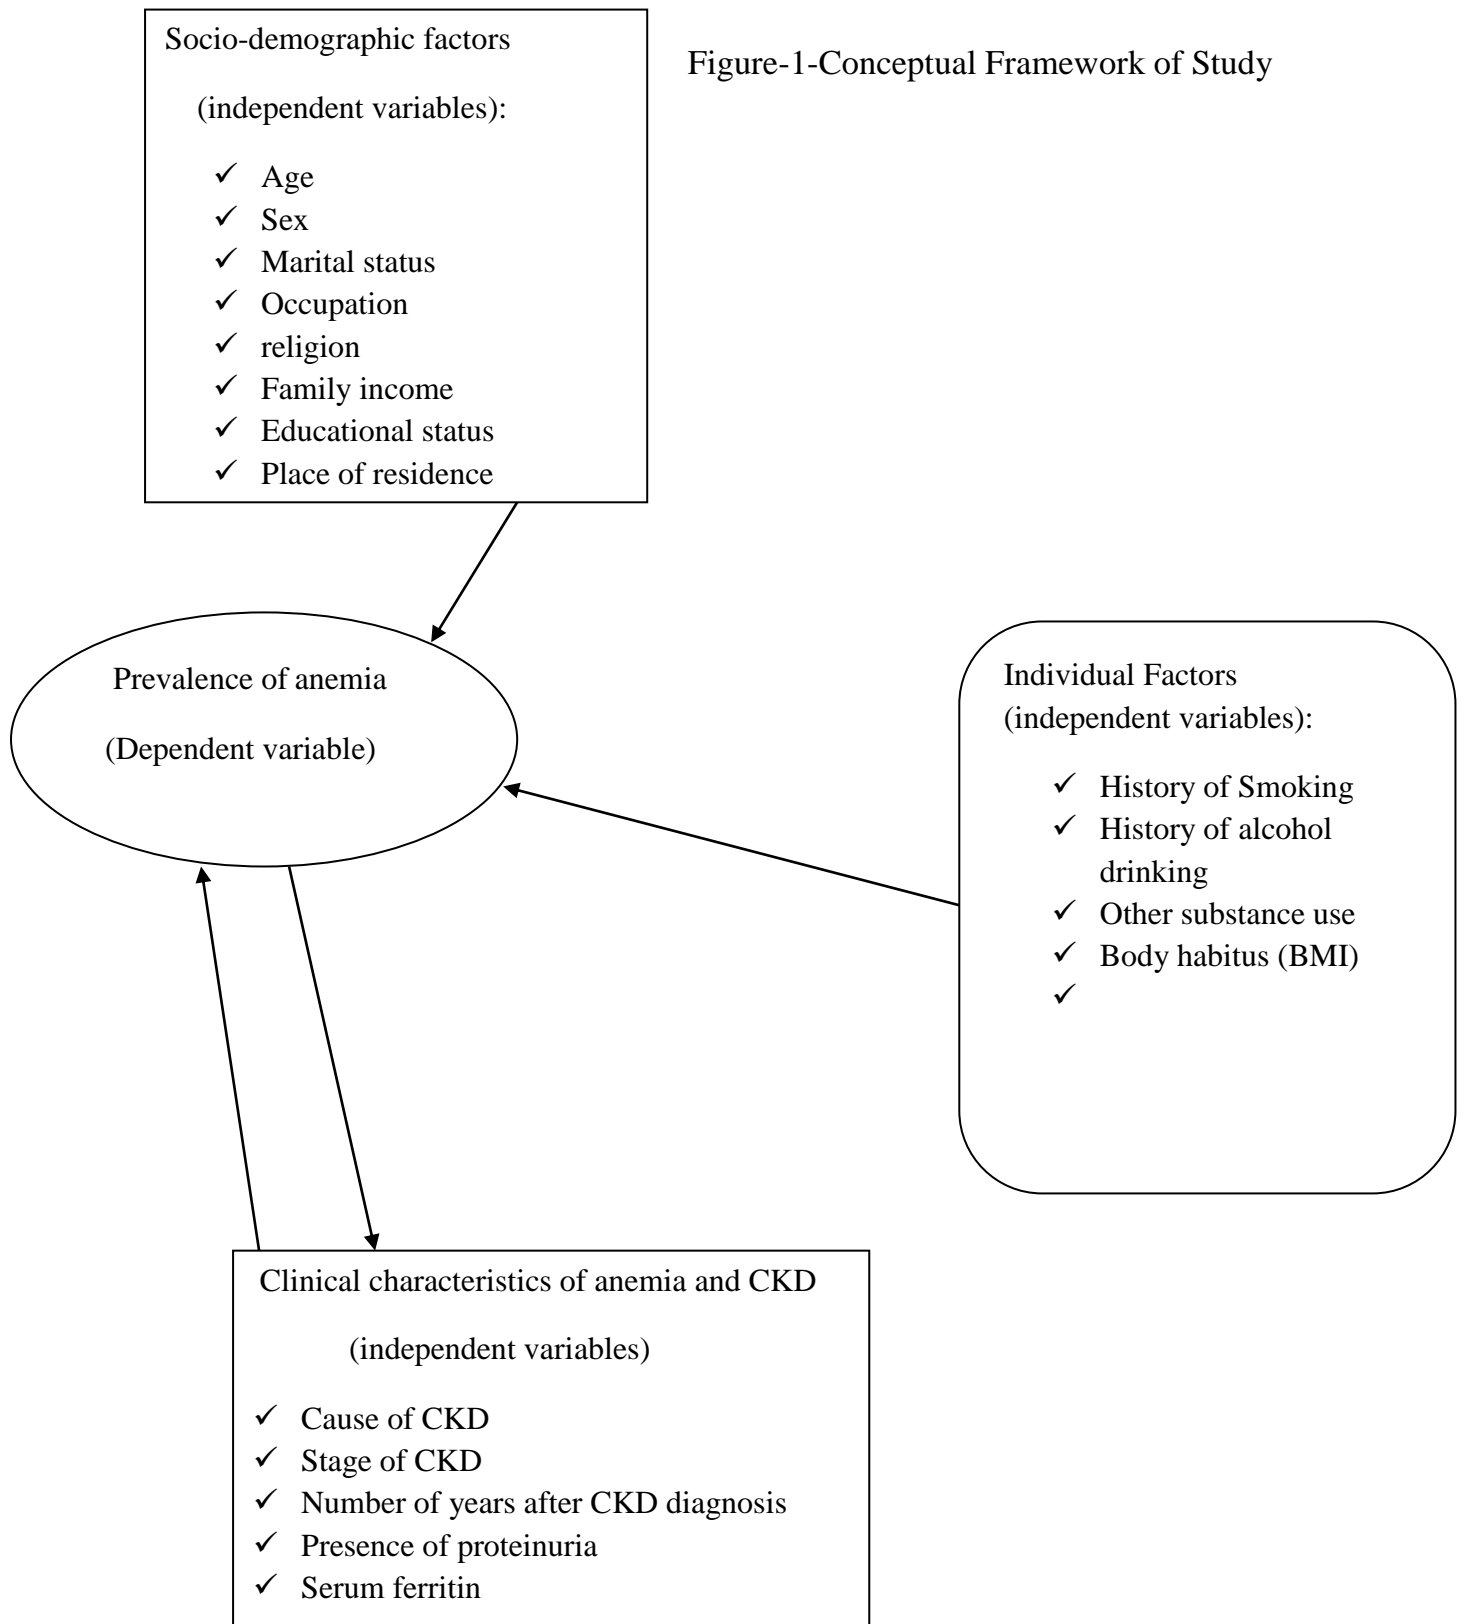 Socio-demographic factors
(independent variables):
✓ Age
✓ Sex
✓ Marital status
✓ Occupation
✓ religion
✓ Family income
✓ Educational status
✓ Place of residence
Figure-1-Conceptual Framework of Study
Prevalence of anemia
(Dependent variable)
Individual Factors
(independent variables):
✓ History of Smoking
✓ History of alcohol
drinking
✓ Other substance use
✓ Body habitus (BMI)
✓
Clinical characteristics of anemia and CKD
(independent variables)
✓ Cause of CKD
✓ Stage of CKD
✓ Number of years after CKD diagnosis
✓ Presence of proteinuria
✓ Serum ferritin